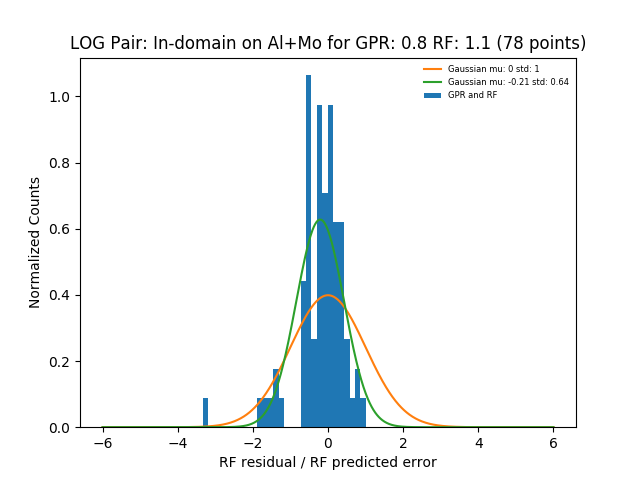 LOG Pair: In-domain on Al+Mo for GPR: 0.8 RF: 1.1 (78 points)
Gaussian mu: 0 std: 1
Gaussian mu: -0.21 std: 0.64
GPR and RF
Normalized Counts
1.0
0.8
0.6
0.4
0.2
0.0
−6 −4 −2 0 2 4 6
RF residual / RF predicted error